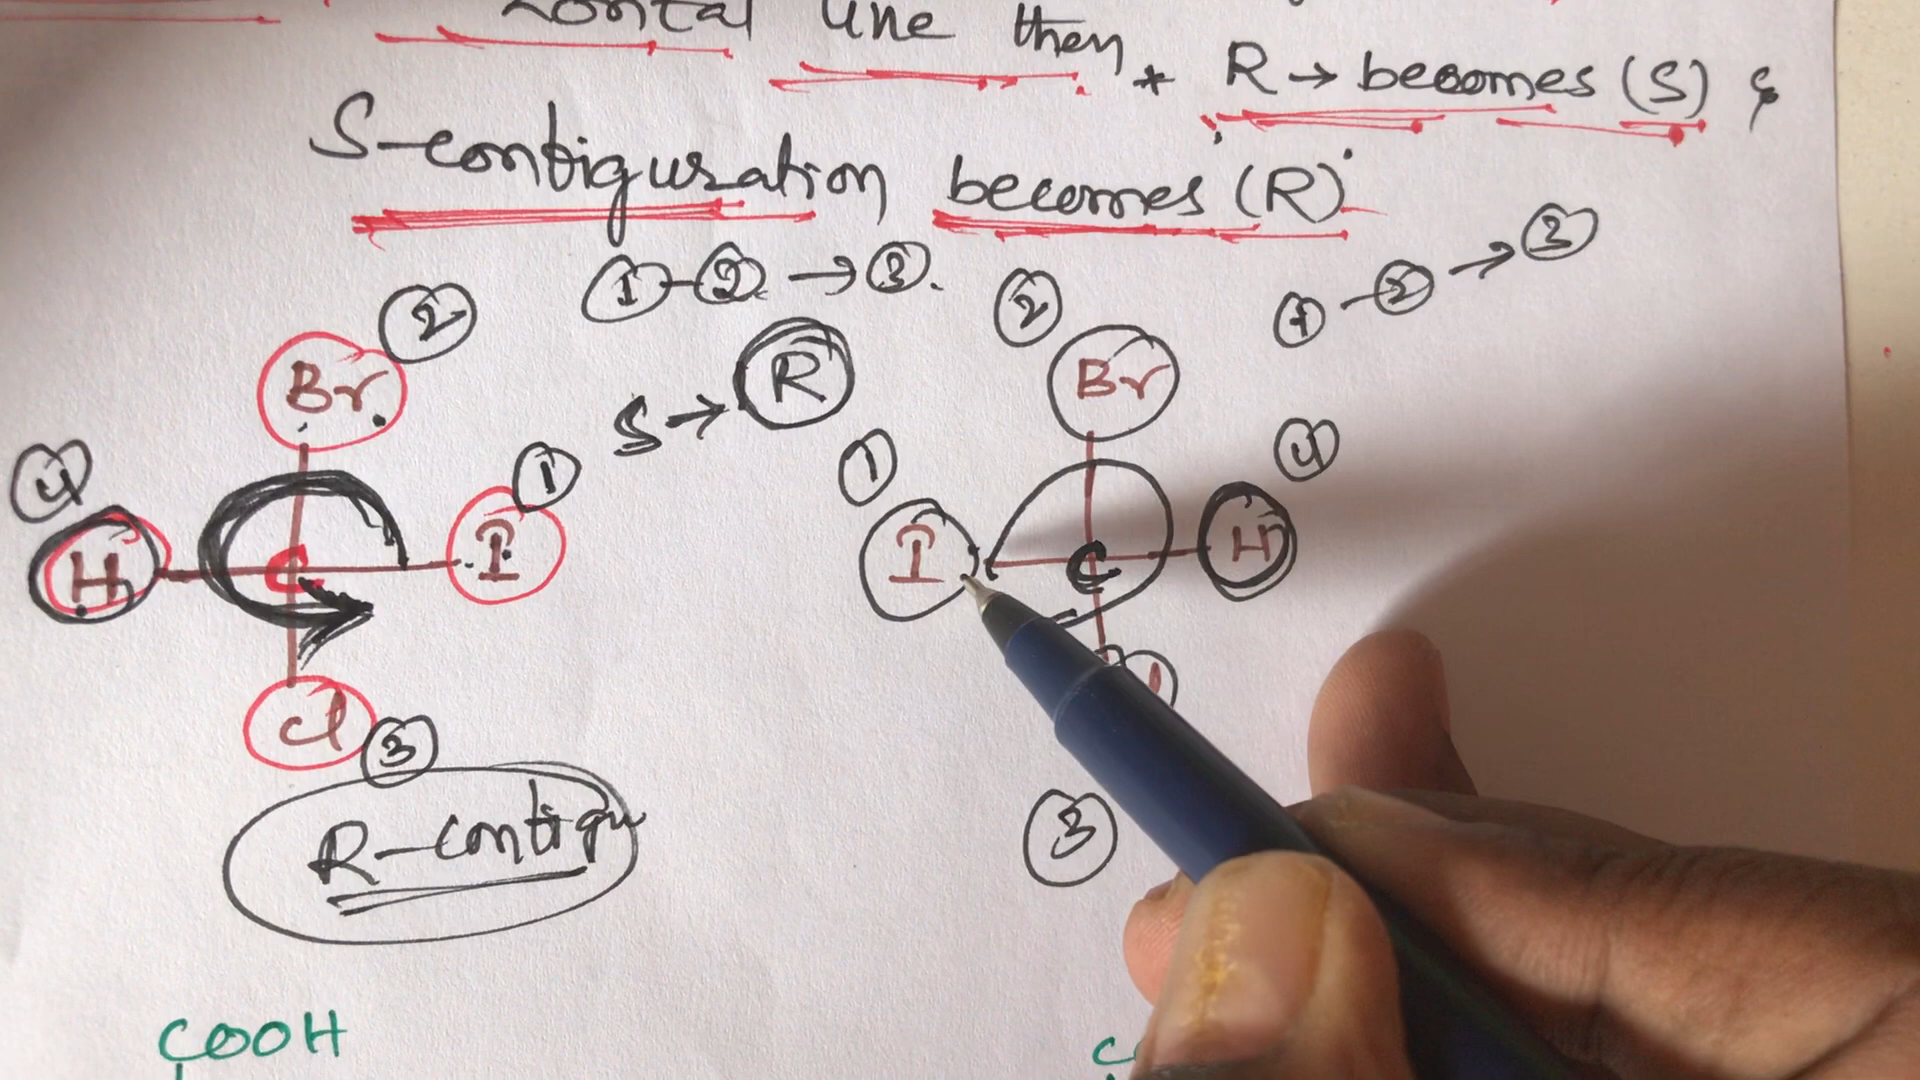 line then * R → becomes (S) &
S-configuration becomes (R)
① - ② → ③.
① - ② → ③
② ②
Br Br
S → R
④ ① ① ④
H C I I C H
Cl
③
③
R-configu
COOH